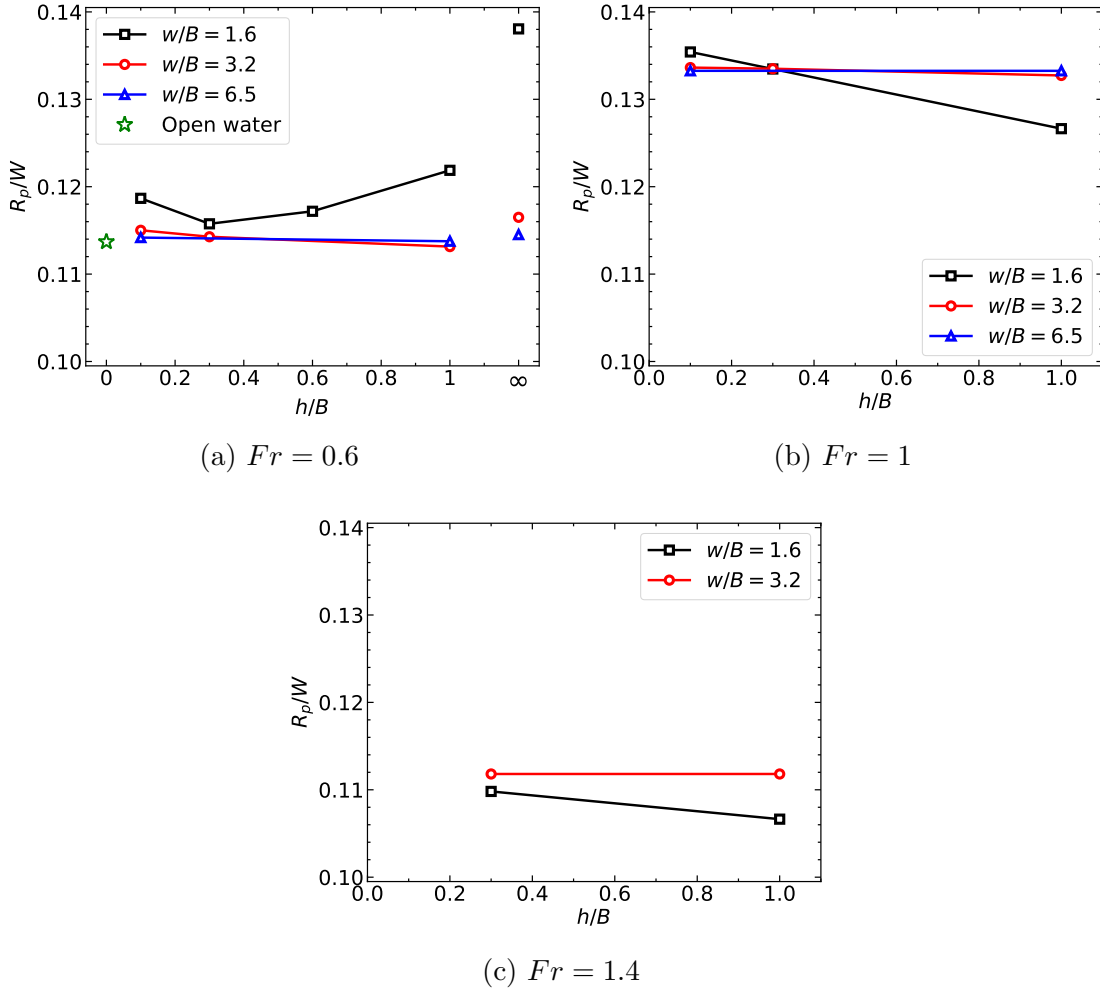 0.14
0.13
0.12
0.11
0.10
R_p/W
w/B = 1.6
w/B = 3.2
w/B = 6.5
Open water
0 0.2 0.4 0.6 0.8 1 ∞
h/B
(a) Fr = 0.6
0.14
0.13
0.12
0.11
0.10
R_p/W
w/B = 1.6
w/B = 3.2
w/B = 6.5
0.0 0.2 0.4 0.6 0.8 1.0
h/B
(b) Fr = 1
0.14
0.13
0.12
0.11
0.10
R_p/W
w/B = 1.6
w/B = 3.2
0.0 0.2 0.4 0.6 0.8 1.0
h/B
(c) Fr = 1.4